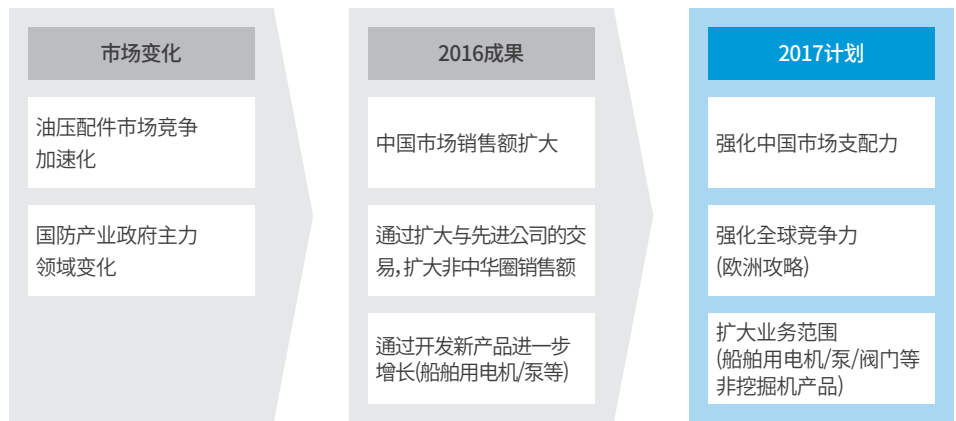 市场变化
油压配件市场竞争
加速化
国防产业政府主力
领域变化
2016成果
中国市场销售额扩大
通过扩大与先进公司的交
易,扩大非中华圈销售额
通过开发新产品进一步
增长(船舶用电机/泵等)
2017计划
强化中国市场支配力
强化全球竞争力
(欧洲攻略)
扩大业务范围
(船舶用电机/泵/阀门等
非挖掘机产品)